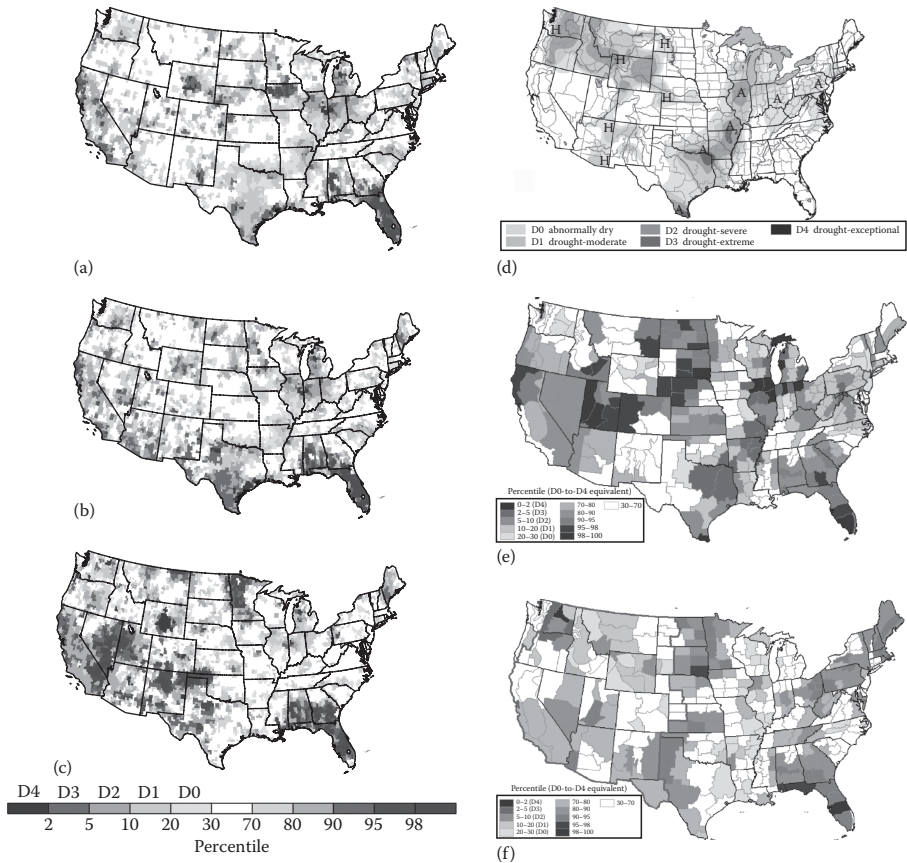 (a)
(b)
(c)
D4 D3 D2 D1 D0
2 5 10 20 30 70 80 90 95 98
Percentile
H
H
H
H
H
H
A
A
A
A
A
A
D0 abnormally dry
D1 drought-moderate
D2 drought-severe
D3 drought-extreme
D4 drought-exceptional
(d)
Percentile (D0-to-D4 equivalent)
0–2 (D4)
2–5 (D3)
5–10 (D2)
10–20 (D1)
20–30 (D0)
70–80
80–90
90–95
95–98
98–100
30–70
(e)
Percentile (D0-to-D4 equivalent)
0–2 (D4)
2–5 (D3)
5–10 (D2)
10–20 (D1)
20–30 (D0)
70–80
80–90
90–95
95–98
98–100
30–70
(f)